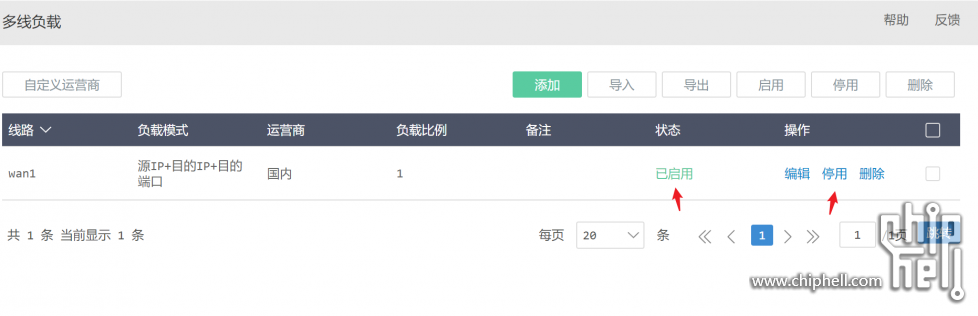 多线负载 帮助 反馈
自定义运营商 添加 导入 导出 启用 停用 删除
线路 负载模式 运营商 负载比例 备注 状态 操作
wan1 源IP+目的IP+目的端口 国内 1 已启用 编辑 停用 删除
共 1 条 当前显示 1 条 每页 20 条 1 1 /1页 跳转
www.chiphell.com
chip
hell